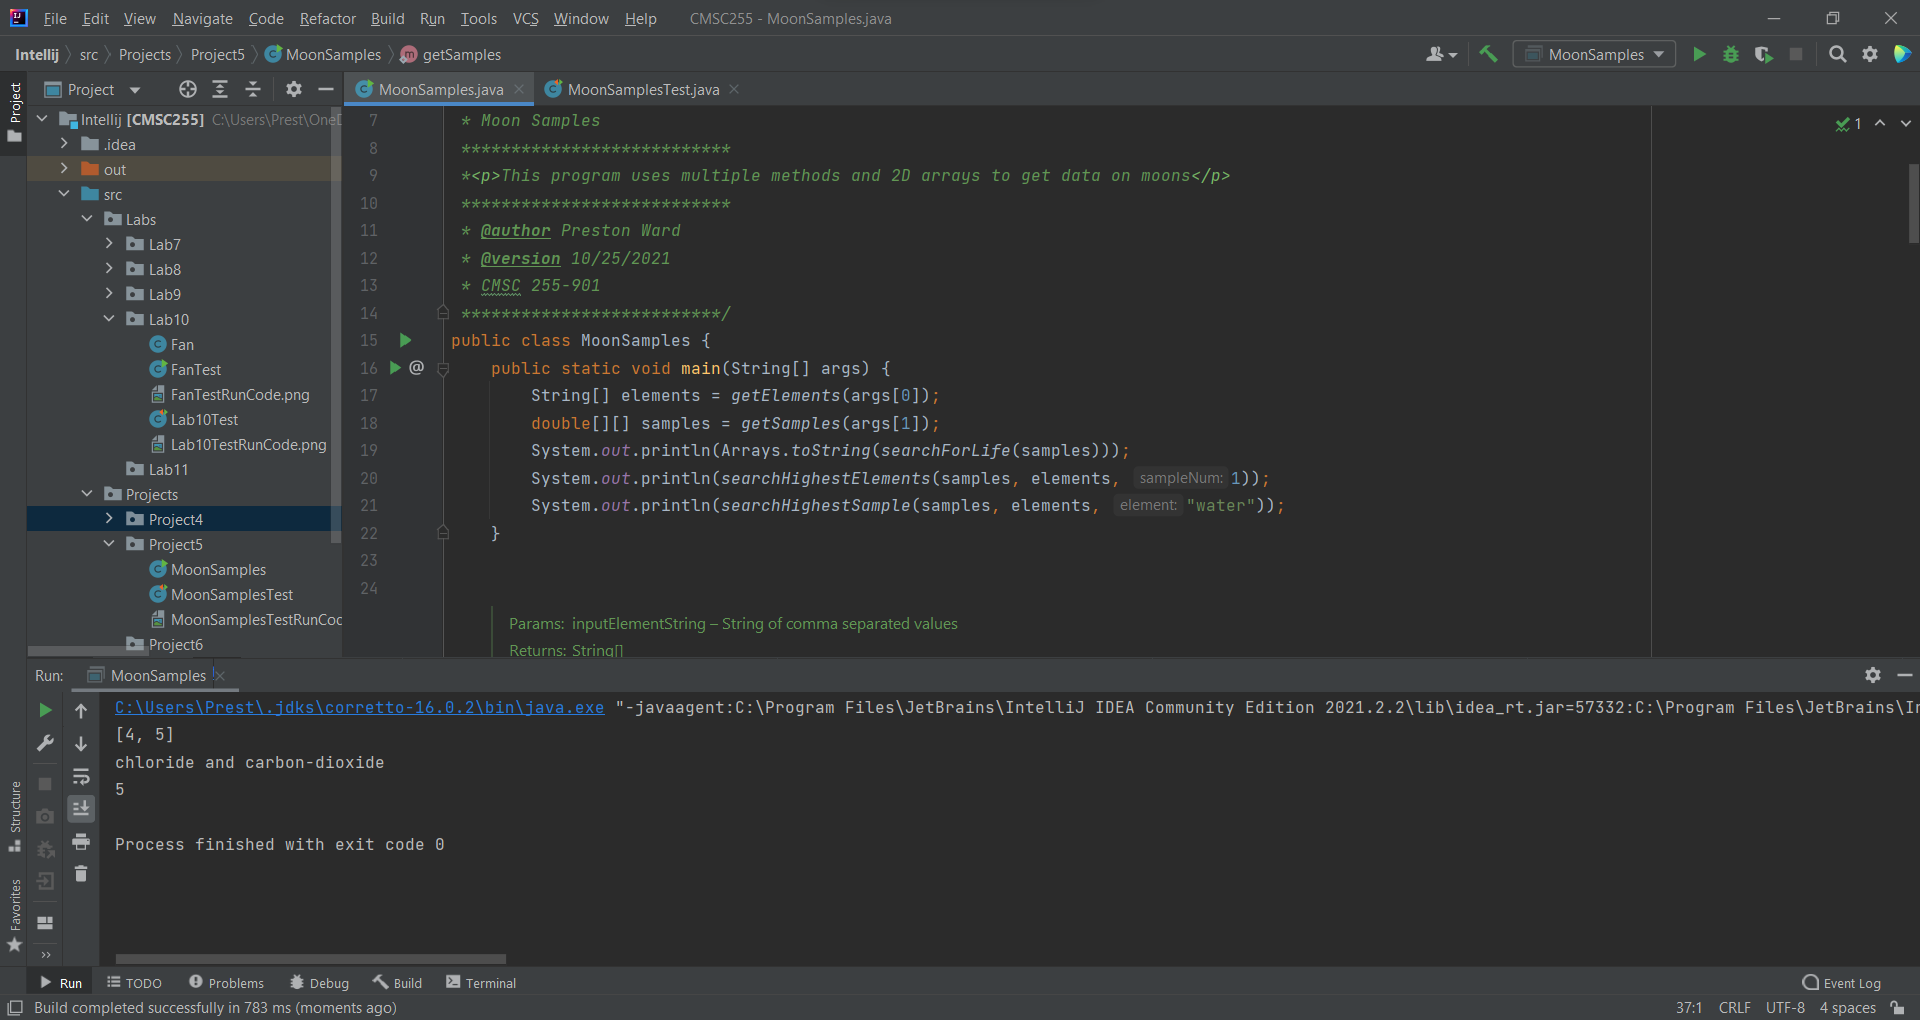 File Edit View Navigate Code Refactor Build Run Tools VCS Window Help CMSC255 - MoonSamples.java
Intellij src Projects Project5 MoonSamples getSamples MoonSamples
Project
Project
MoonSamples.java MoonSamplesTest.java
Intellij [CMSC255] C:\Users\Prest\OneD
.idea
out
src
Labs
Lab7
Lab8
Lab9
Lab10
Fan
FanTest
FanTestRunCode.png
Lab10Test
Lab10TestRunCode.png
Lab11
Projects
Project4
Project5
MoonSamples
MoonSamplesTest
MoonSamplesTestRunCod
Project6
1
7 * Moon Samples
8 ***************************
9 *<p>This program uses multiple methods and 2D arrays to get data on moons</p>
10 ***************************
11 * @author Preston Ward
12 * @version 10/25/2021
13 * CMSC 255-901
14 **************************/
15 public class MoonSamples {
16 @ public static void main(String[] args) {
17 String[] elements = getElements(args[0]);
18 double[][] samples = getSamples(args[1]);
19 System.out.println(Arrays.toString(searchForLife(samples)));
20 System.out.println(searchHighestElements(samples, elements, sampleNum: 1));
21 System.out.println(searchHighestSample(samples, elements, element: "water"));
22 }
23
24
Params: inputElementString – String of comma separated values
Returns: String[]
Run: MoonSamples
C:\Users\Prest\.jdks\corretto-16.0.2\bin\java.exe "-javaagent:C:\Program Files\JetBrains\IntelliJ IDEA Community Edition 2021.2.2\lib\idea_rt.jar=57332:C:\Program Files\JetBrains\In
[4, 5]
chloride and carbon-dioxide
5
Process finished with exit code 0
Structure
Favorites
Run TODO Problems Debug Build Terminal Event Log
Build completed successfully in 783 ms (moments ago) 37:1 CRLF UTF-8 4 spaces